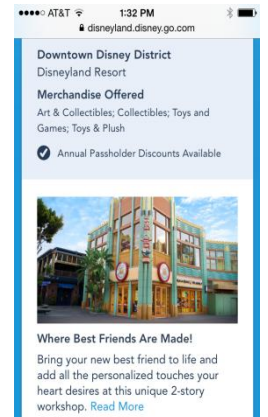 AT&T 1:32 PM
disneyland.disney.go.com
Downtown Disney District
Disneyland Resort
Merchandise Offered
Art & Collectibles; Collectibles; Toys and
Games; Toys & Plush
Annual Passholder Discounts Available
Where Best Friends Are Made!
Bring your new best friend to life and
add all the personalized touches your
heart desires at this unique 2-story
workshop. Read More